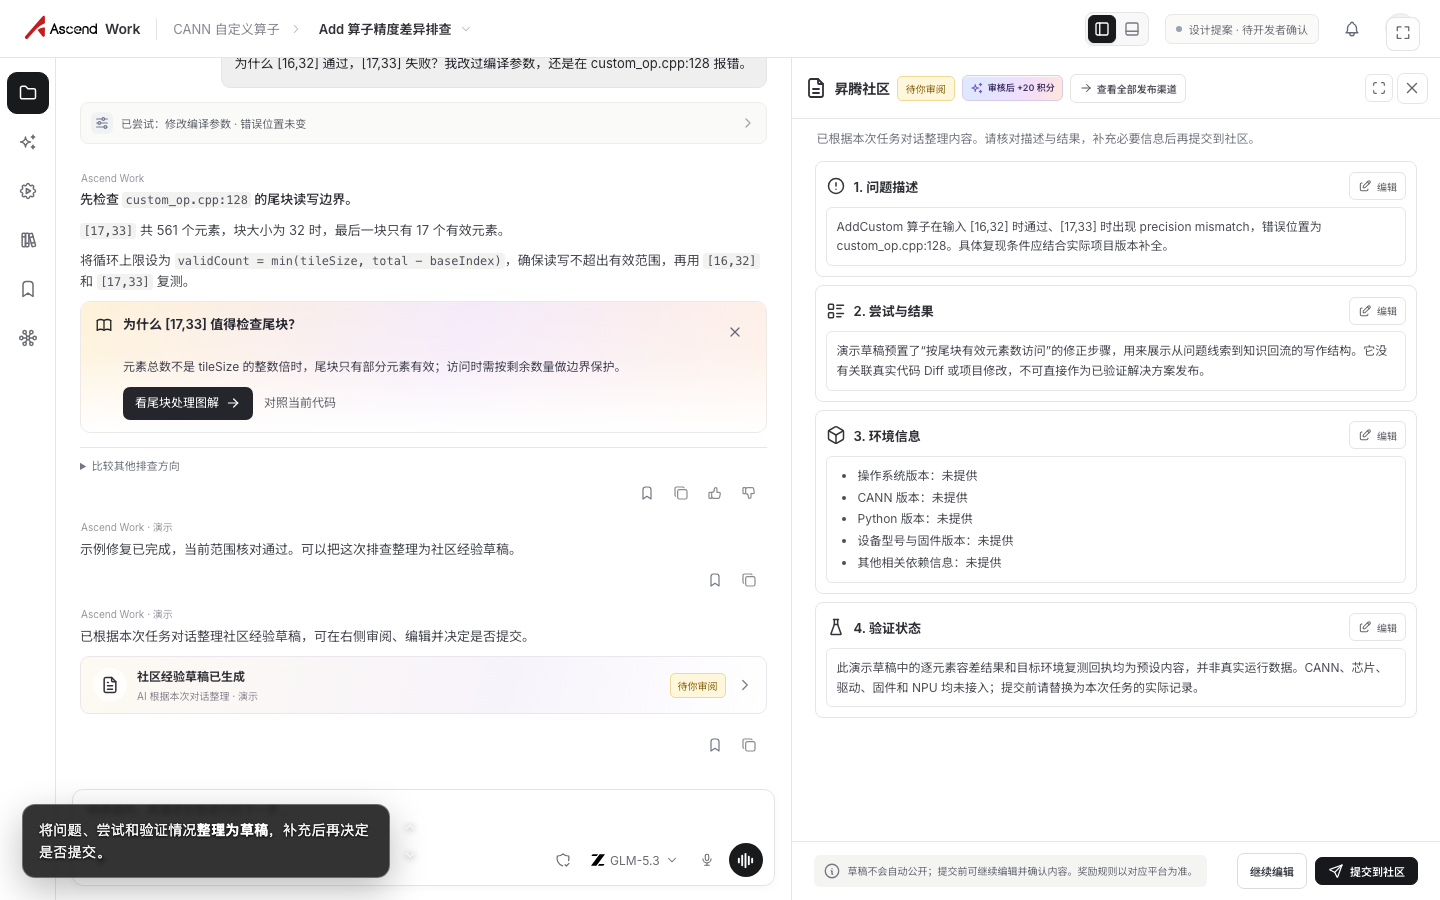 Ascend Work
CANN 自定义算子
Add 算子精度差异排查
设计提案 · 待开发者确认
为什么 [16,32] 通过，[17,33] 失败？我改过编译参数，还是在 custom_op.cpp:128 报错。
已尝试：修改编译参数 · 错误位置未变
Ascend Work
先检查 custom_op.cpp:128 的尾块读写边界。
[17,33] 共 561 个元素，块大小为 32 时，最后一块只有 17 个有效元素。
将循环上限设为 validCount = min(tileSize, total − baseIndex)，确保读写不超出有效范围，再用 [16,32]
和 [17,33] 复测。
为什么 [17,33] 值得检查尾块？
元素总数不是 tileSize 的整数倍时，尾块只有部分元素有效；访问时需按剩余数量做边界保护。
看尾块处理图解
对照当前代码
比较其他排查方向
Ascend Work · 演示
示例修复已完成，当前范围核对通过。可以把这次排查整理为社区经验草稿。
Ascend Work · 演示
已根据本次任务对话整理社区经验草稿，可在右侧审阅、编辑并决定是否提交。
社区经验草稿已生成
AI 根据本次对话整理 · 演示
待你审阅
将问题、尝试和验证情况整理为草稿，补充后再决定
是否提交。
GLM-5.3
昇腾社区
待你审阅
审核后 +20 积分
查看全部发布渠道
已根据本次任务对话整理内容。请核对描述与结果，补充必要信息后再提交到社区。
1. 问题描述
编辑
AddCustom 算子在输入 [16,32] 时通过、[17,33] 时出现 precision mismatch，错误位置为
custom_op.cpp:128。具体复现条件应结合实际项目版本补全。
2. 尝试与结果
编辑
演示草稿预置了“按尾块有效元素数访问”的修正步骤，用来展示从问题线索到知识回流的写作结构。它没
有关联真实代码 Diff 或项目修改，不可直接作为已验证解决方案发布。
3. 环境信息
编辑
• 操作系统版本：未提供
• CANN 版本：未提供
• Python 版本：未提供
• 设备型号与固件版本：未提供
• 其他相关依赖信息：未提供
4. 验证状态
编辑
此演示草稿中的逐元素容差结果和目标环境复测回执均为预设内容，并非真实运行数据。CANN、芯片、
驱动、固件和 NPU 均未接入；提交前请替换为本次任务的实际记录。
草稿不会自动公开；提交前可继续编辑并确认内容。奖励规则以对应平台为准。
继续编辑
提交到社区